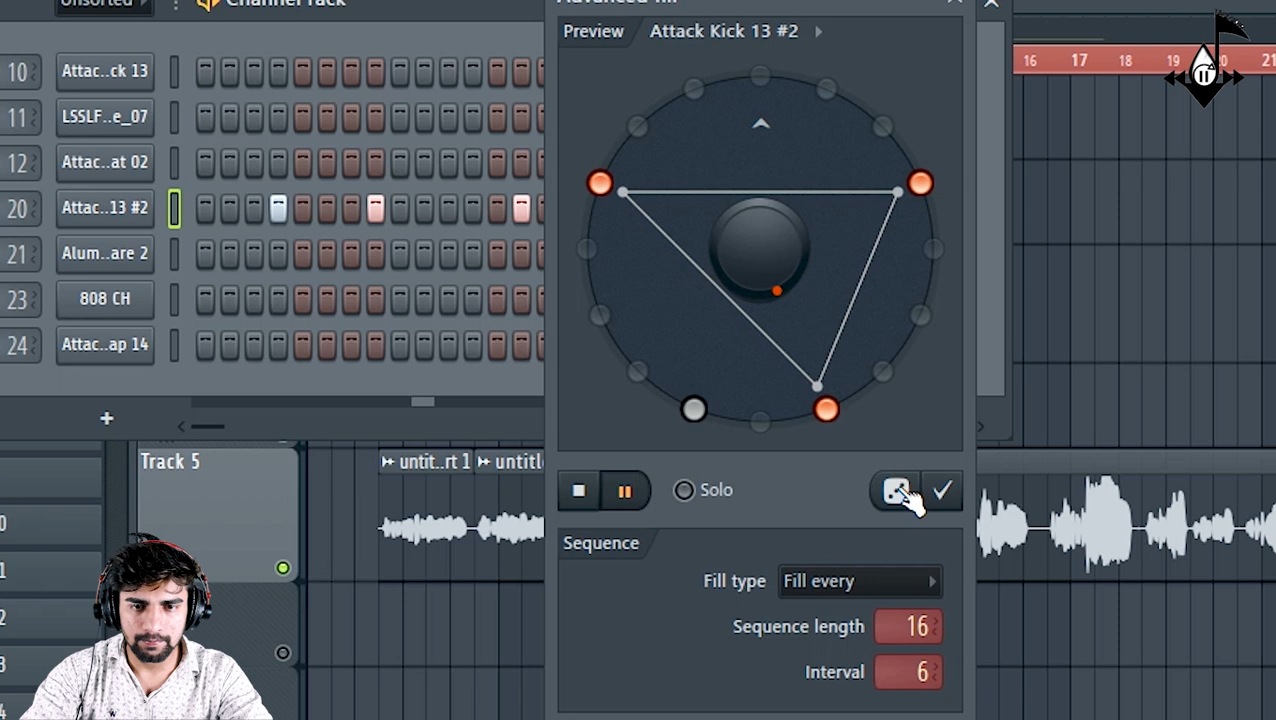 Unsorted
Channel rack
Preview Attack Kick 13 #2
10 Attac..ck 13
11 LSSLF..e_07
12 Attac..at 02
20 Attac..13 #2
21 Alum..are 2
23 808 CH
24 Attac..ap 14
16 17 18 19 20 21
+
Track 5
untit..rt 1
Solo
Sequence
Fill type Fill every
Sequence length 16
Interval 6